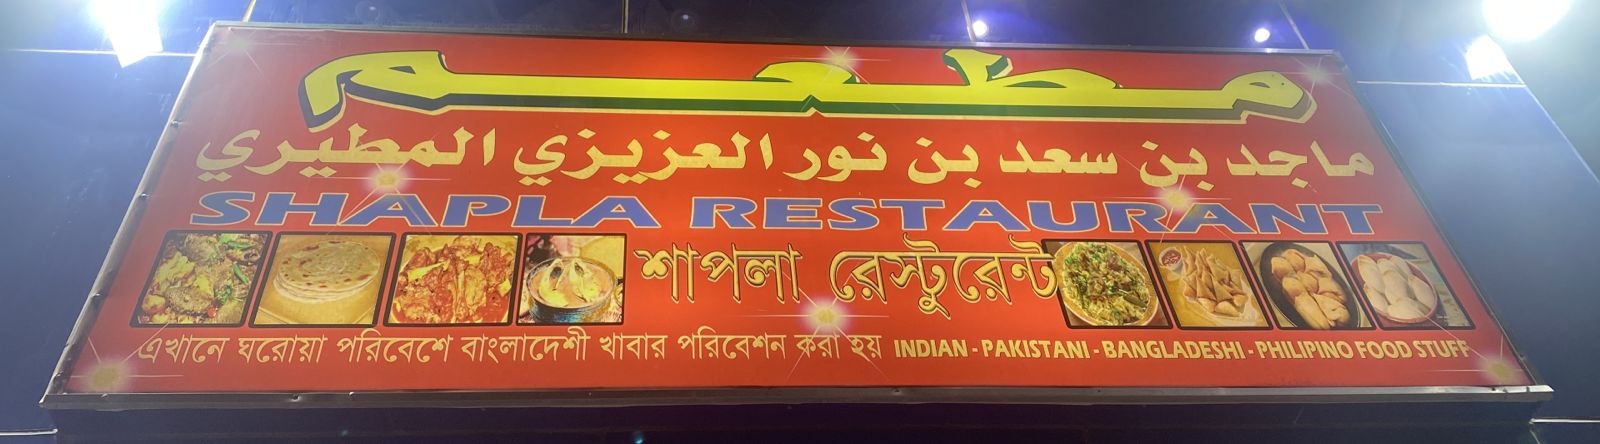 مطعم
ماجد بن سعد بن نور العزيزي المطيري
SHAPLA RESTAURANT
শাপলা রেস্টুরেন্ট
এখানে ঘরোয়া পরিবেশে বাংলাদেশী খাবার পরিবেশন করা হয় INDIAN - PAKISTANI - BANGLADESHI - PHILIPINO FOOD STUFF